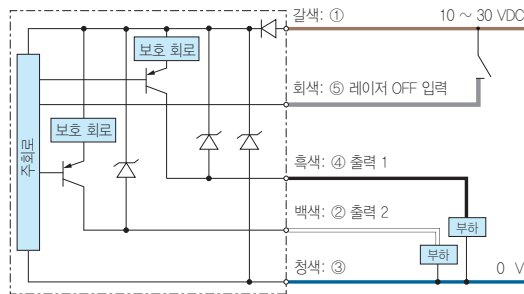 갈색: ① 10 ~ 30 VDC
보호 회로
회색: ⑤ 레이저 OFF 입력
보호 회로
주회로
흑색: ④ 출력 1
백색: ② 출력 2
부하
부하
청색: ③ 0 V